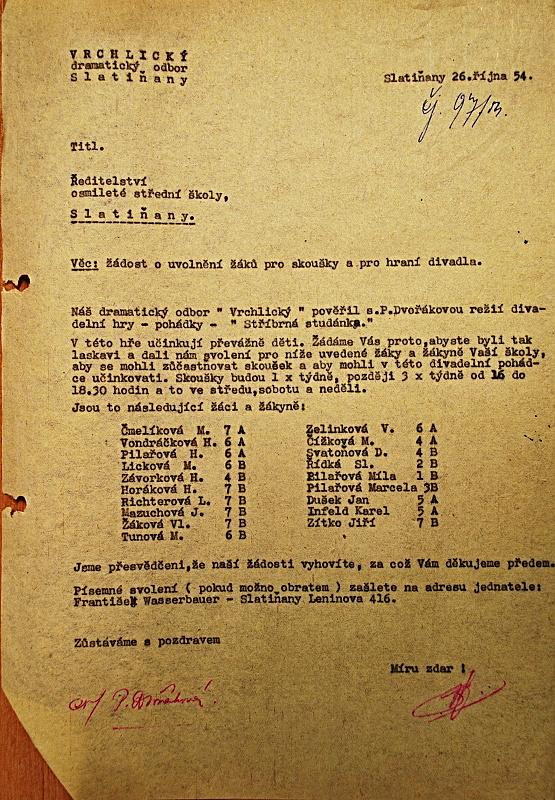 VRCHLICKÝ
dramatický odbor
Slatiňany
Slatiňany 26.října 54.
Čj. 97/
Titl.
Ředitelství
osmileté střední školy,
Slatiňany.
Věc: žádost o uvolnění žáků pro skoušky a pro hraní divadla.
Náš dramatický odbor " Vrchlický " pověřil s.P.Dvořákovou režií diva-
delní hry - pohádky - " Stříbrná studánka."
V této hře učinkují převážně děti. Žádáme Vás proto,abyste byli tak
laskavi a dali nám svolení pro níže uvedené žáky a žákyně Vaší školy,
aby se mohli zúčastnovat skoušek a aby mohli v této divadelní pohád-
ce učinkovati. Skoušky budou 1 x týdně, později 3 x týdně od 16 do
18.30 hodin a to ve středu,sobotu a neděli.
Jsou to následující žáci a žákyně:
Čmelíková M. 7 A
Vondráčková H. 6 A
Pilařová H. 6 A
Licková M. 6 B
Závorková H. 4 B
Horáková H. 7 B
Richterová L. 7 B
Mazuchová J. 7 B
Žáková Vl. 7 B
Tunová M. 6 B
Zelinková V. 6 A
Čížková M. 4 A
Svatoňová D. 4 B
Řídká Sl. 2 B
Pilařová Míla 1 B
Pilařová Marcela 3B
Dušek Jan 5 A
Infeld Karel 5 A
Zítko Jiří 7 B
Jsme přesvědčeni,že naší žádosti vyhovíte, za což Vám děkujeme předem.
Písemné svolení ( pokud možno obratem ) zašlete na adresu jednatele:
František Wasserbauer - Slatiňany Leninova 416.
Zůstáváme s pozdravem
Míru zdar !
P. Dvořáková